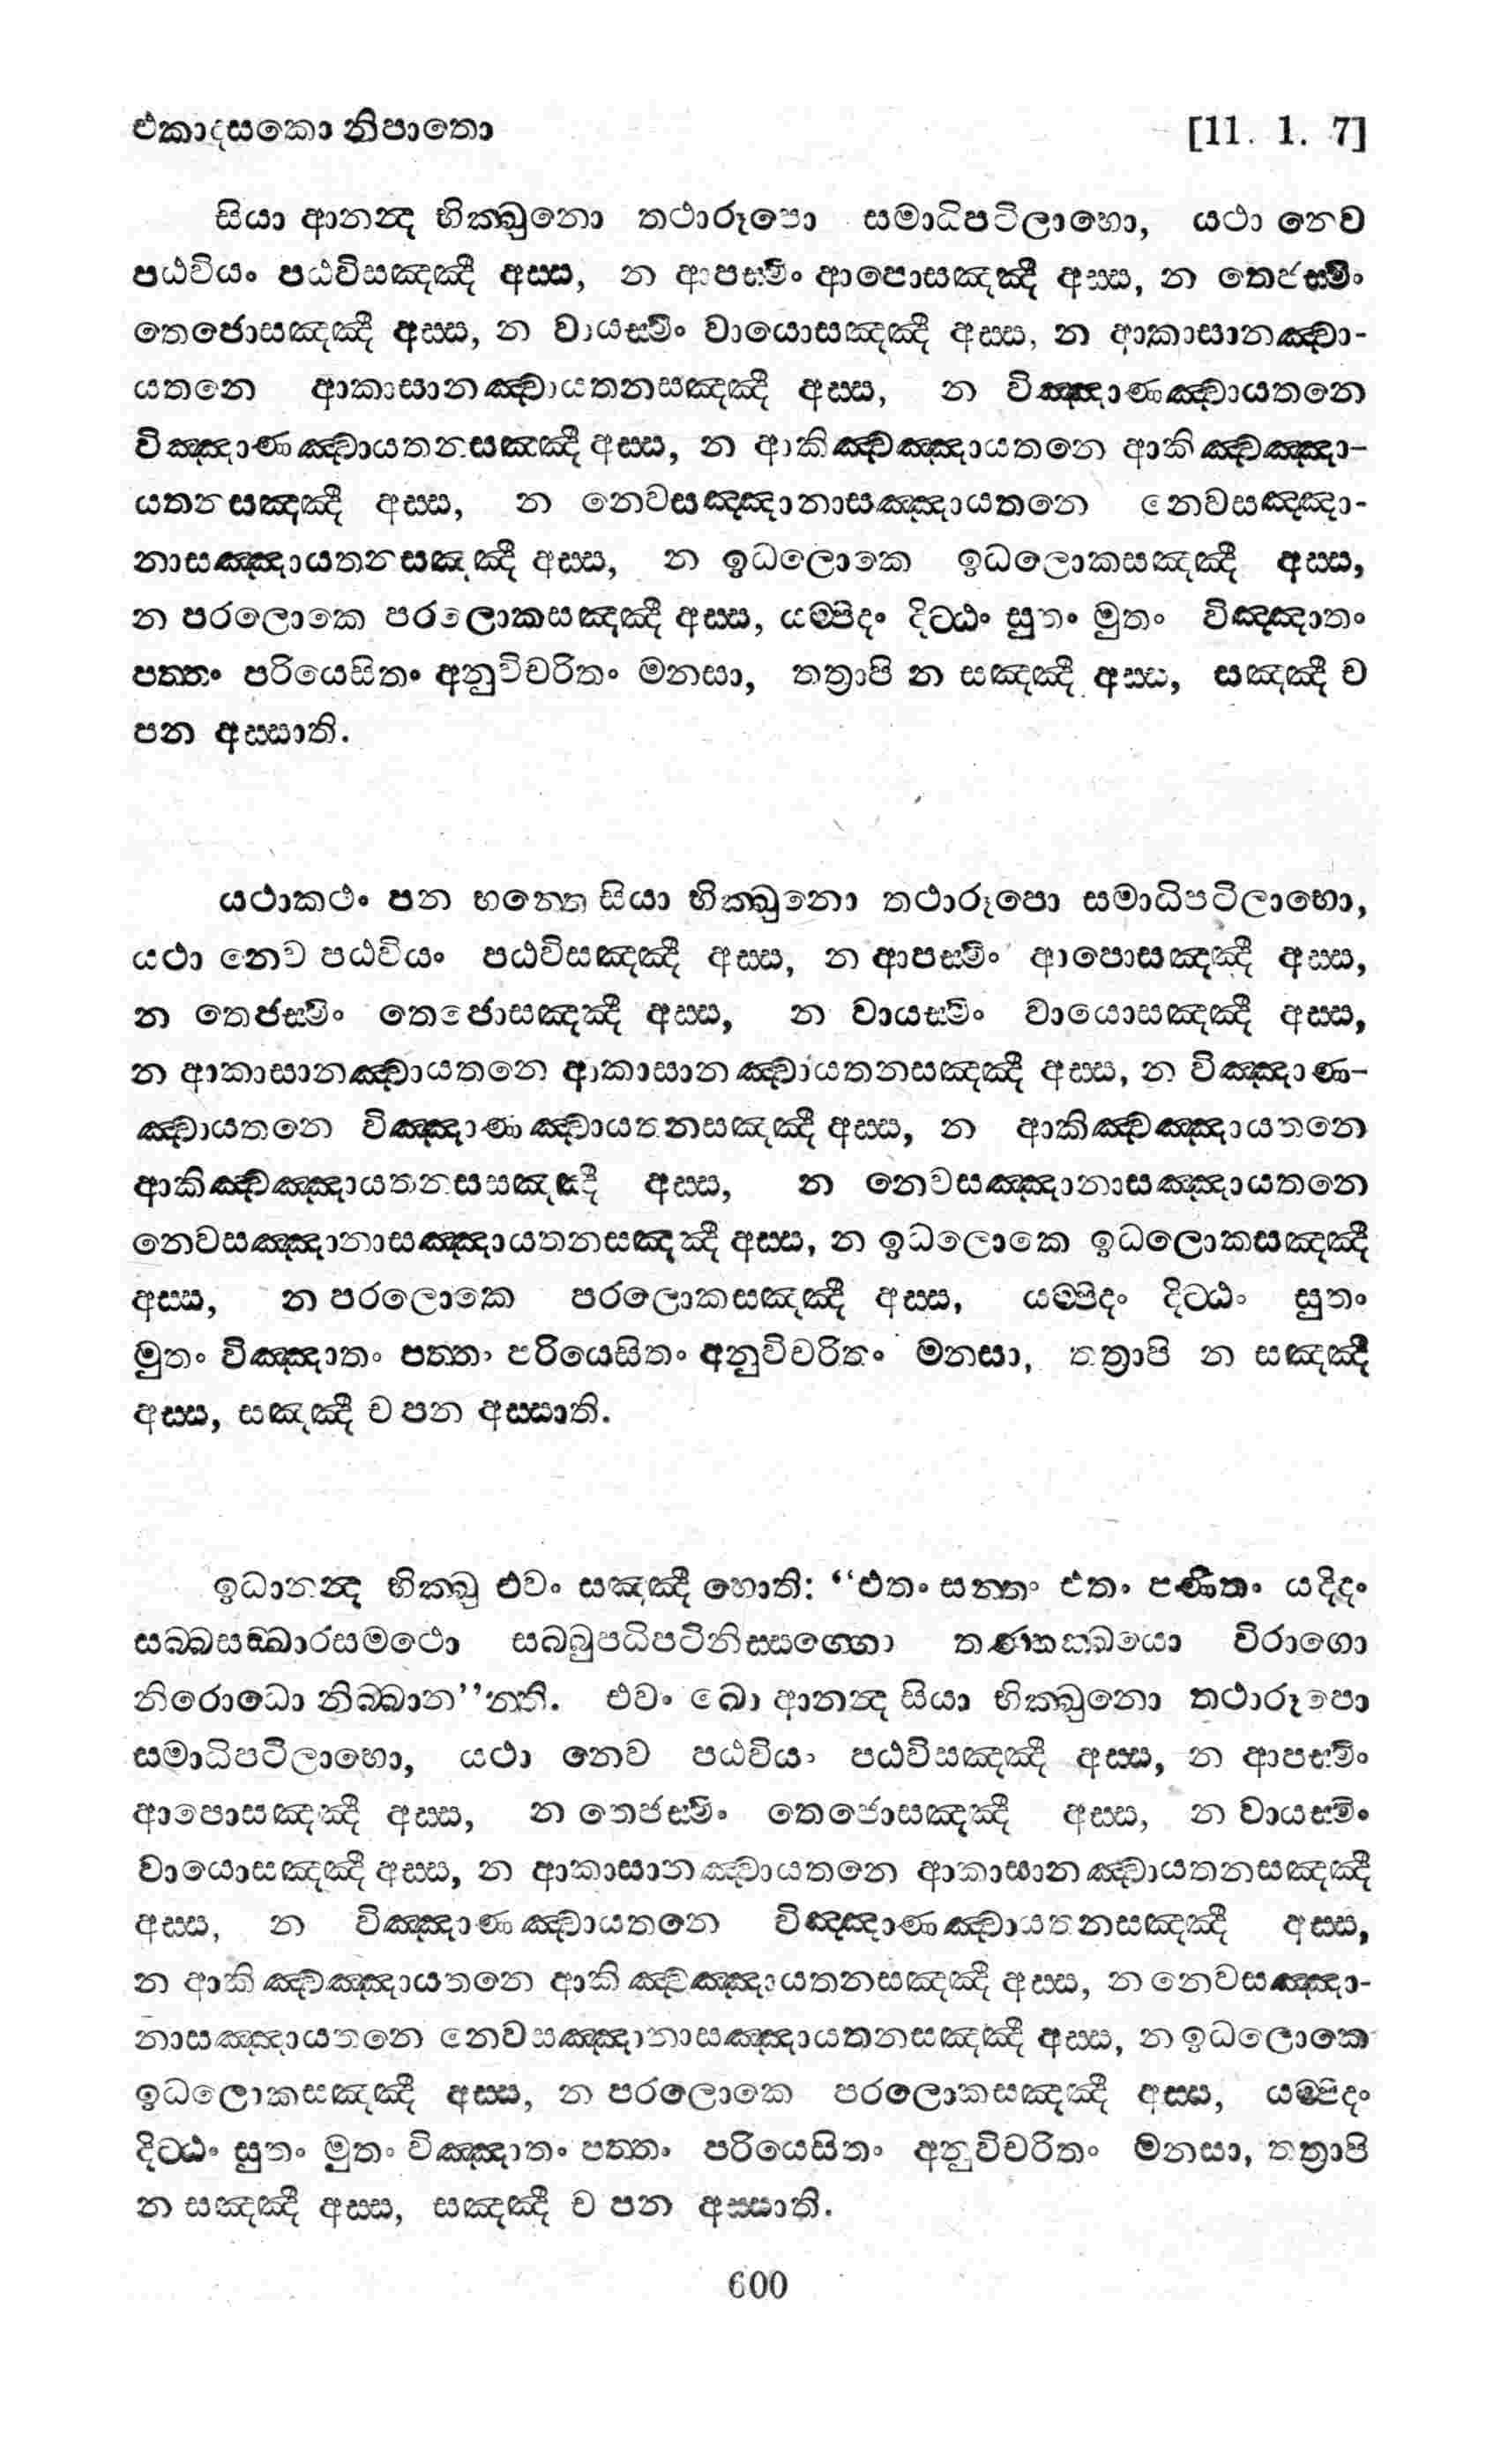 එකාදසකො නිපාතො [11. 1. 7]
සියා ආනන්ද භික්ඛුනො තථාරූපො සමාධිපටිලාභො, යථා නෙව
පඨවියං පඨවිසඤ්ඤී අස්ස, න ආපස්මිං ආපොසඤ්ඤී අස්ස, න තෙජස්මිං
තෙජොසඤ්ඤී අස්ස, න වායස්මිං වායොසඤ්ඤී අස්ස, න ආකාසානඤ්චා-
යතනෙ ආකාසානඤ්චායතනසඤ්ඤී අස්ස, න විඤ්ඤාණඤ්චායතනෙ
විඤ්ඤාණඤ්චායතනසඤ්ඤී අස්ස, න ආකිඤ්චඤ්ඤායතනෙ ආකිඤ්චඤ්ඤා-
යතනසඤ්ඤී අස්ස, න නෙවසඤ්ඤානාසඤ්ඤායතනෙ නෙවසඤ්ඤා-
නාසඤ්ඤායතනසඤ්ඤී අස්ස, න ඉධලොකෙ ඉධලොකසඤ්ඤී අස්ස,
න පරලොකෙ පරලොකසඤ්ඤී අස්ස, යම්පිදං දිට්ඨං සුතං මුතං විඤ්ඤාතං
පත්තං පරියෙසිතං අනුවිචරිතං මනසා, තත්‍රාපි න සඤ්ඤී අස්ස, සඤ්ඤී ච
පන අස්සාති.
යථාකථං පන භන්තෙ සියා භික්ඛුනො තථාරූපො සමාධිපටිලාභො,
යථා නෙව පඨවියං පඨවිසඤ්ඤී අස්ස, න ආපස්මිං ආපොසඤ්ඤී අස්ස,
න තෙජස්මිං තෙජොසඤ්ඤී අස්ස, න වායස්මිං වායොසඤ්ඤී අස්ස,
න ආකාසානඤ්චායතනෙ ආකාසානඤ්චායතනසඤ්ඤී අස්ස, න විඤ්ඤාණ-
ඤ්චායතනෙ විඤ්ඤාණඤ්චායතනසඤ්ඤී අස්ස, න ආකිඤ්චඤ්ඤායතනෙ
ආකිඤ්චඤ්ඤායතනසසඤ්ඤී අස්ස, න නෙවසඤ්ඤානාසඤ්ඤායතනෙ
නෙවසඤ්ඤානාසඤ්ඤායතනසඤ්ඤී අස්ස, න ඉධලොකෙ ඉධලොකසඤ්ඤී
අස්ස, න පරලොකෙ පරලොකසඤ්ඤී අස්ස, යම්පිදං දිට්ඨං සුතං
මුතං විඤ්ඤාතං පත්තං පරියෙසිතං අනුවිචරිතං මනසා, තත්‍රාපි න සඤ්ඤී
අස්ස, සඤ්ඤී ච පන අස්සාති.
ඉධානන්ද භික්ඛු එවං සඤ්ඤී හොති: “එතං සන්තං එතං පණීතං යදිදං
සබ්බසඞ්ඛාරසමථො සබ්බුපධිපටිනිස්සග්ගො තණ්හක්ඛයො විරාගො
නිරොධො නිබ්බාන”න්ති. එවං ඛො ආනන්ද සියා භික්ඛුනො තථාරූපො
සමාධිපටිලාභො, යථා නෙව පඨවියං පඨවිසඤ්ඤී අස්ස, න ආපස්මිං
ආපොසඤ්ඤී අස්ස, න තෙජස්මිං තෙජොසඤ්ඤී අස්ස, න වායස්මිං
වායොසඤ්ඤී අස්ස, න ආකාසානඤ්චායතනෙ ආකාසානඤ්චායතනසඤ්ඤී
අස්ස, න විඤ්ඤාණඤ්චායතනෙ විඤ්ඤාණඤ්චායතනසඤ්ඤී අස්ස,
න ආකිඤ්චඤ්ඤායතනෙ ආකිඤ්චඤ්ඤායතනසඤ්ඤී අස්ස, න නෙවසඤ්ඤා-
නාසඤ්ඤායතනෙ නෙවසඤ්ඤානාසඤ්ඤායතනසඤ්ඤී අස්ස, න ඉධලොකෙ
ඉධලොකසඤ්ඤී අස්ස, න පරලොකෙ පරලොකසඤ්ඤී අස්ස, යම්පිදං
දිට්ඨං සුතං මුතං විඤ්ඤාතං පත්තං පරියෙසිතං අනුවිචරිතං මනසා, තත්‍රාපි
න සඤ්ඤී අස්ස, සඤ්ඤී ච පන අස්සාති.
600